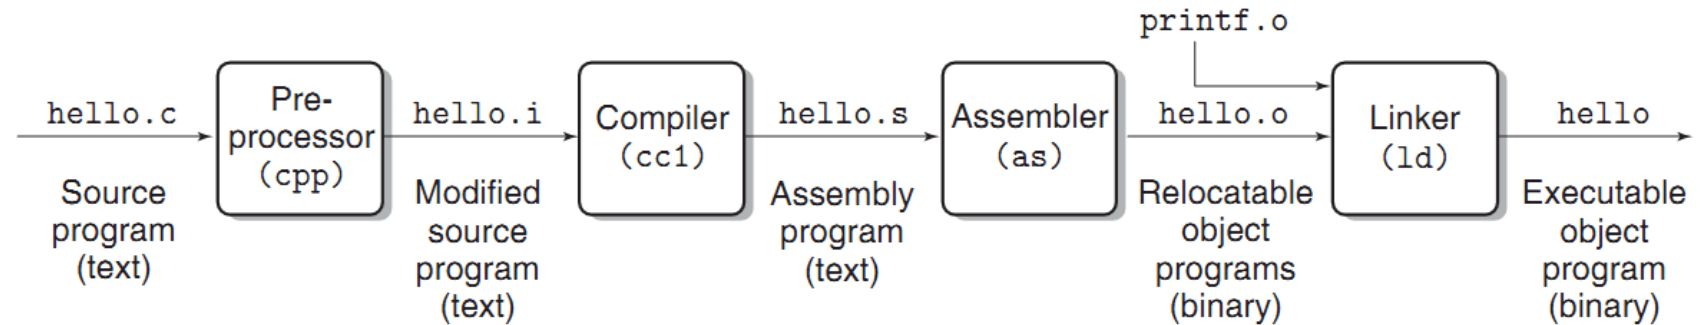 printf.o
hello.c
Pre-
processor
(cpp)
hello.i
Compiler
(cc1)
hello.s
Assembler
(as)
hello.o
Linker
(ld)
hello
Source
program
(text)
Modified
source
program
(text)
Assembly
program
(text)
Relocatable
object
programs
(binary)
Executable
object
program
(binary)